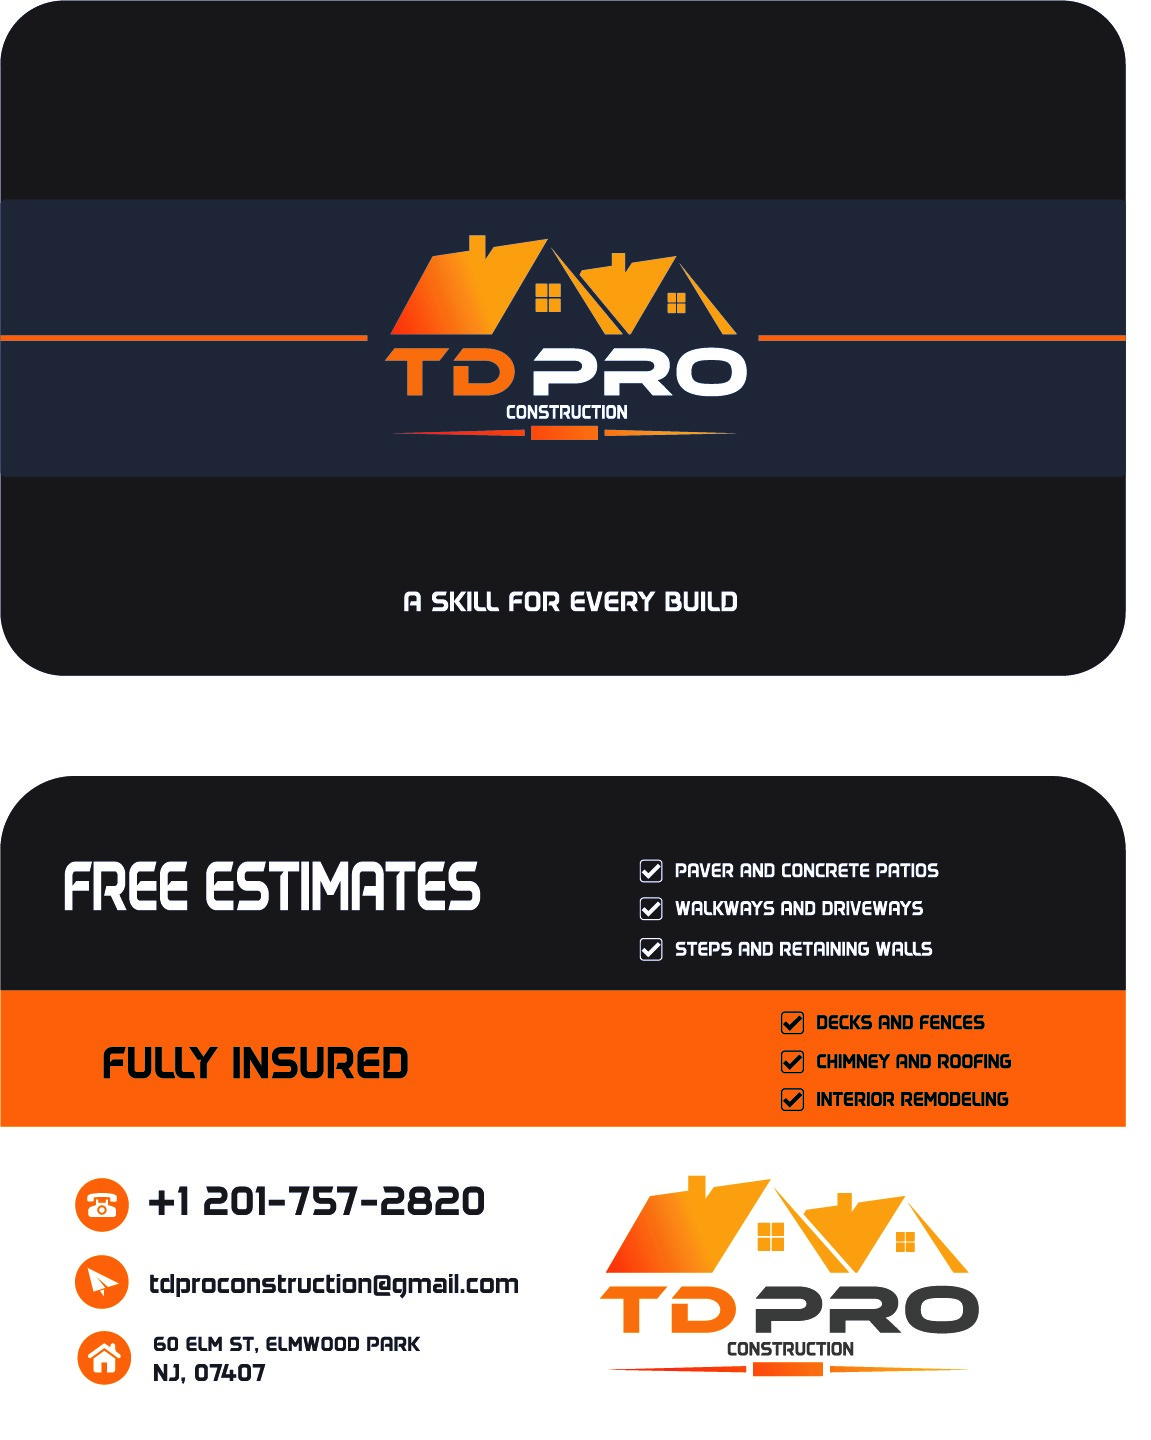 TD PRO
CONSTRUCTION
A SKILL FOR EVERY BUILD
FREE ESTIMATES
PAVER AND CONCRETE PATIOS
WALKWAYS AND DRIVEWAYS
STEPS AND RETAINING WALLS
FULLY INSURED
DECKS AND FENCES
CHIMNEY AND ROOFING
INTERIOR REMODELING
+1 201-757-2820
tdproconstruction@gmail.com
60 ELM ST, ELMWOOD PARK
NJ, 07407
TD PRO
CONSTRUCTION